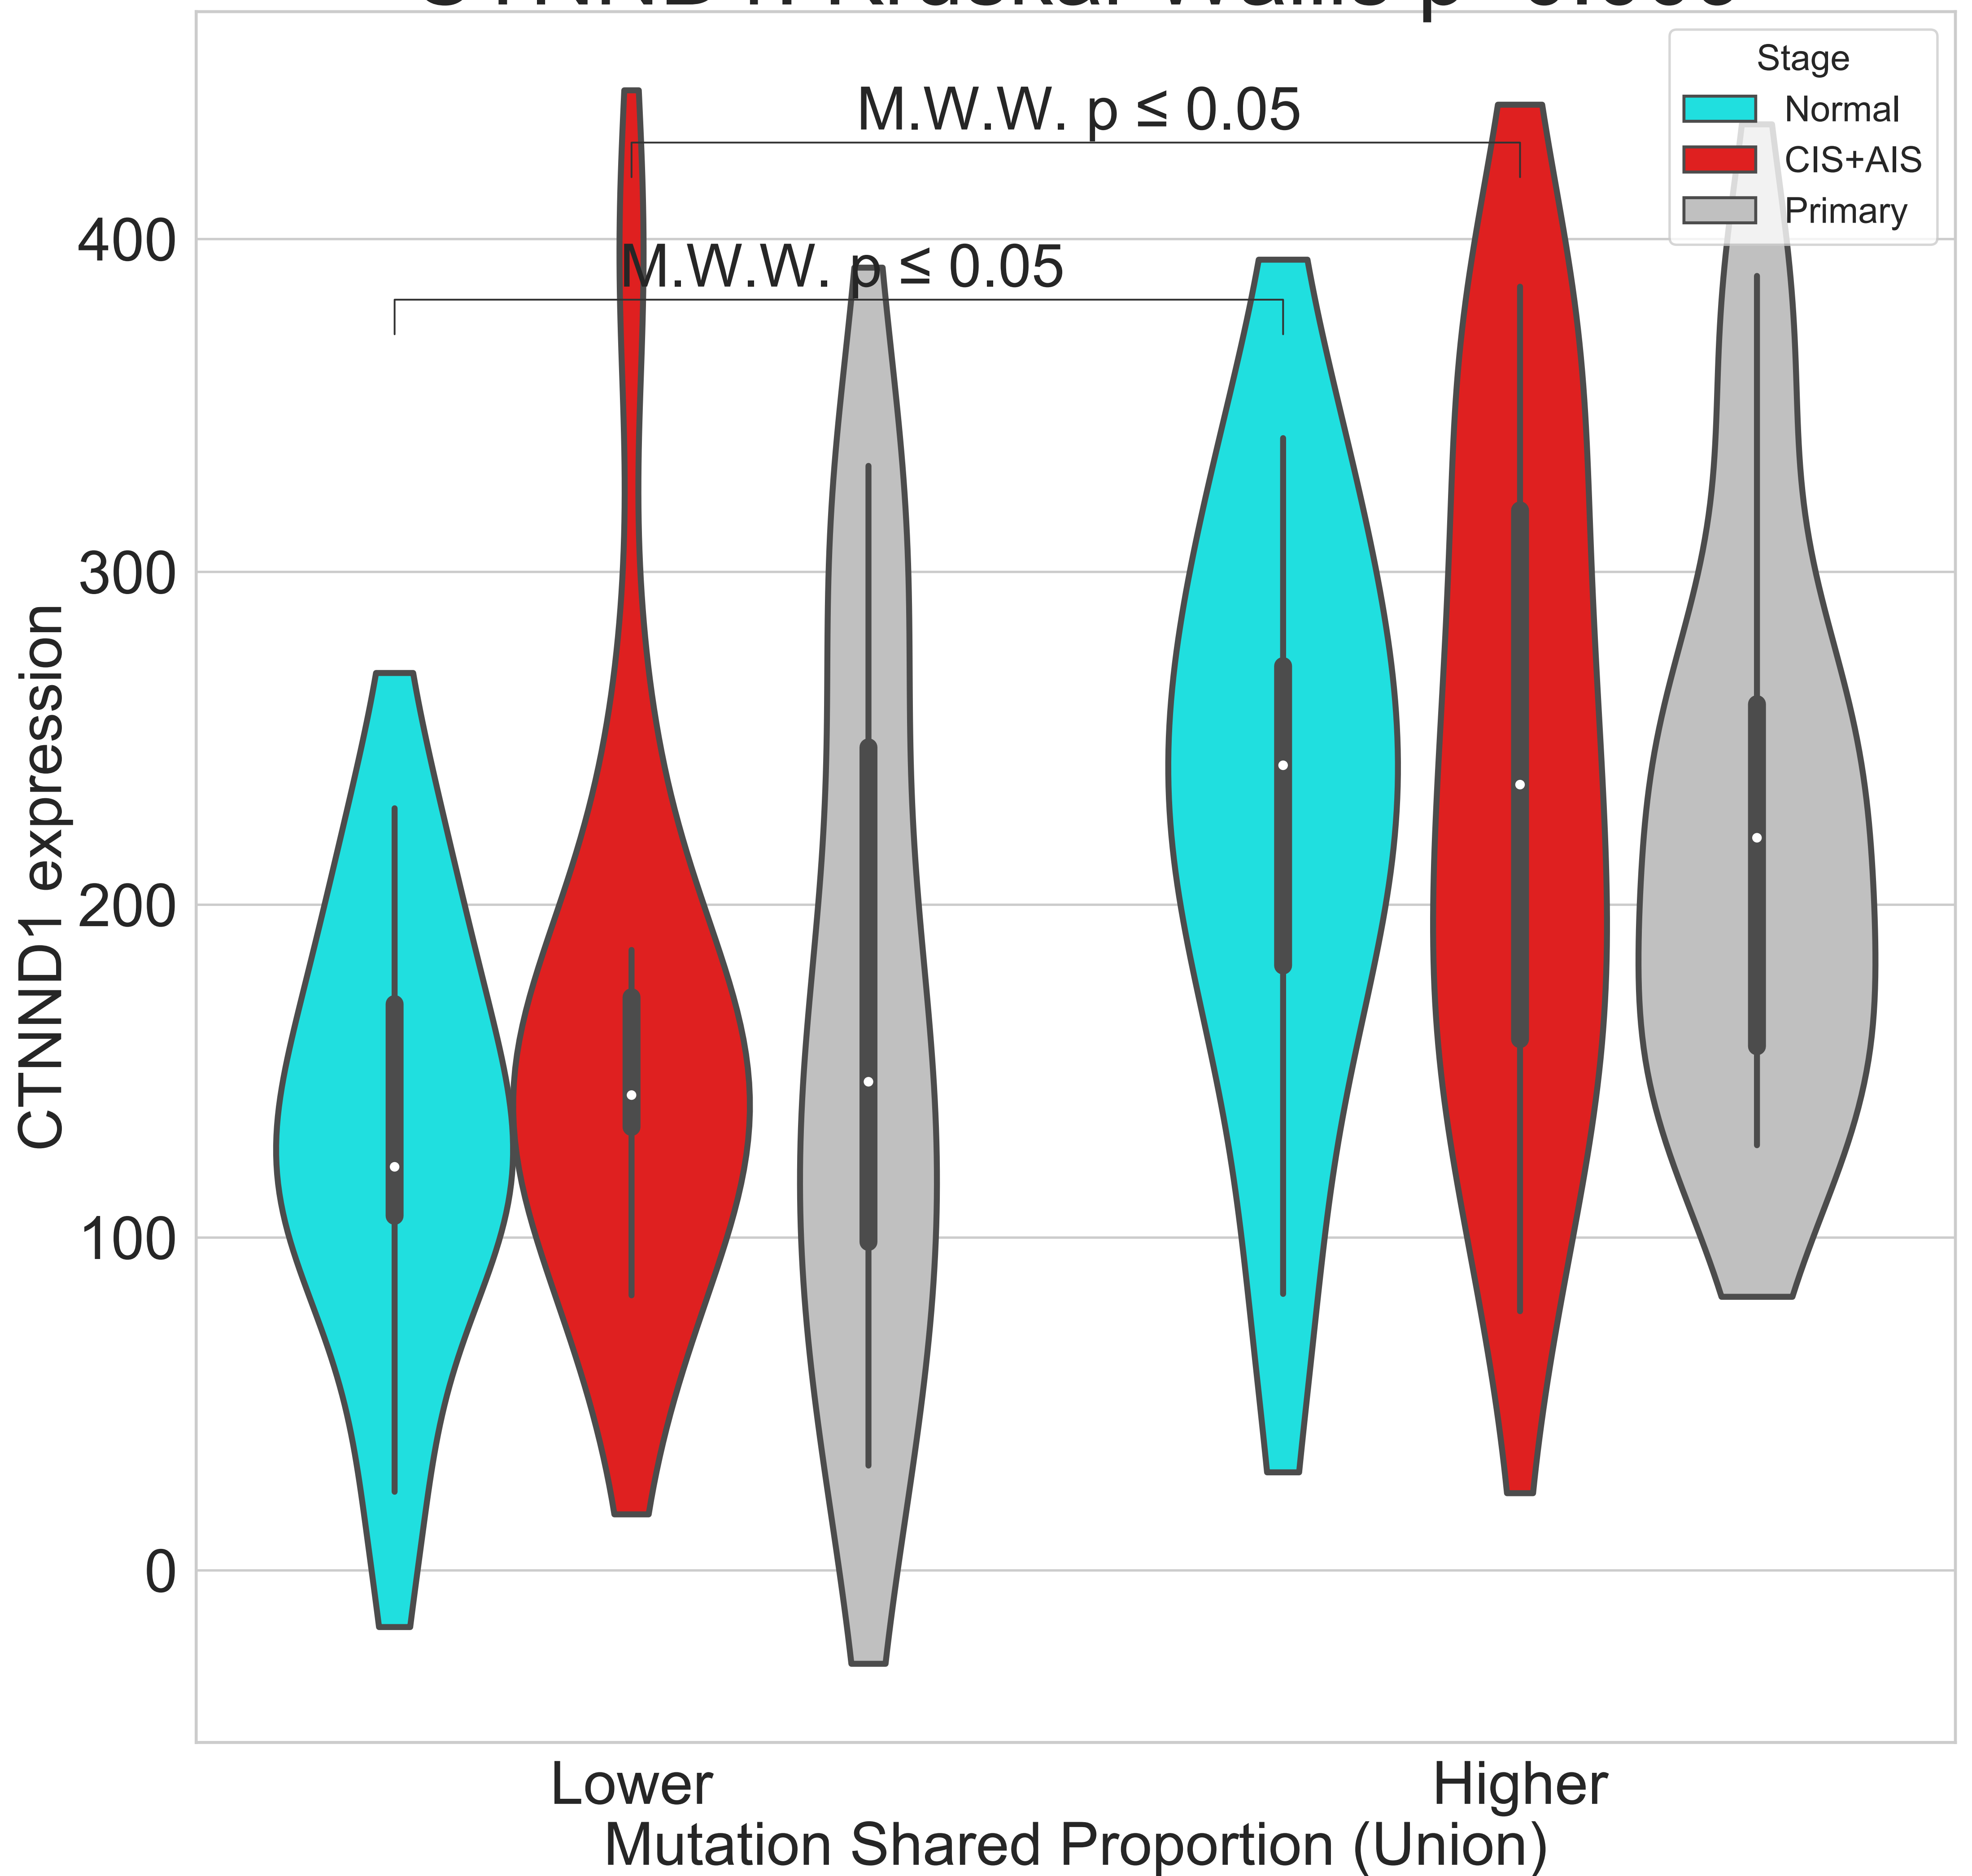 Stage
Normal
CIS+AIS
Primary
M.W.W. p ≤ 0.05
M.W.W. p ≤ 0.05
CTNND1 expression
400
300
200
100
0
Lower
Higher
Mutation Shared Proportion (Union)